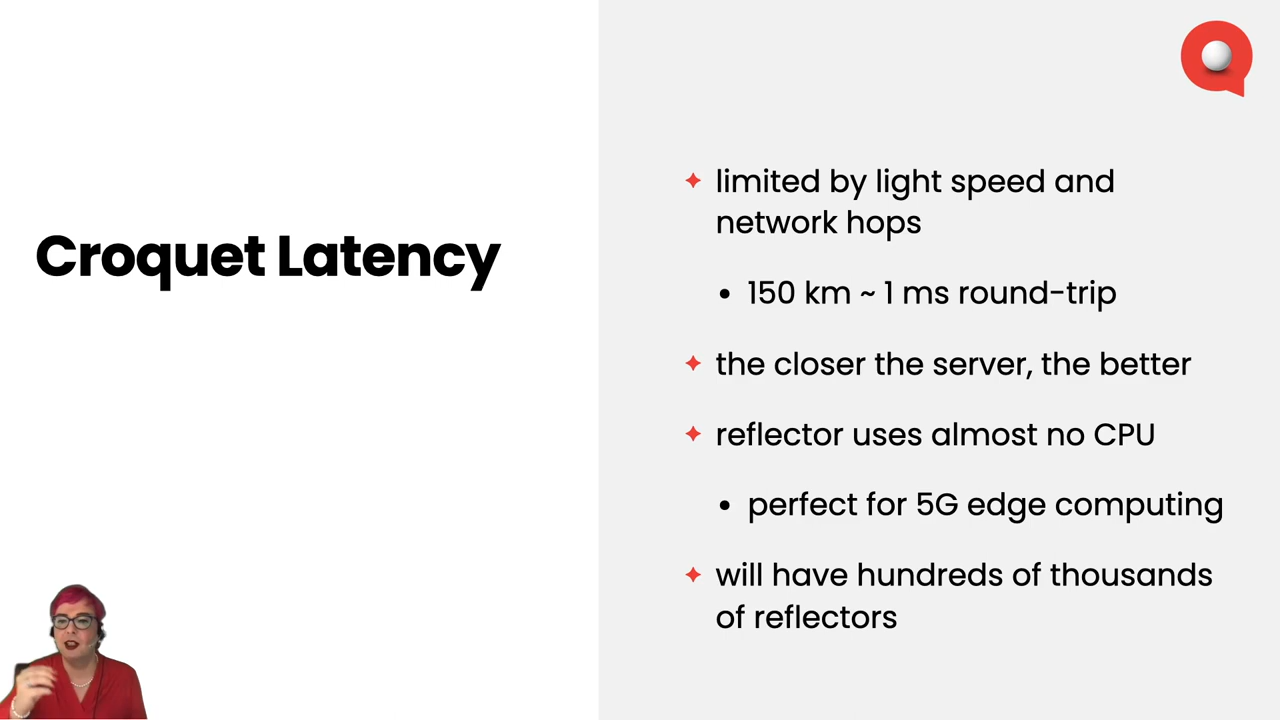 Croquet Latency
limited by light speed and
network hops
150 km ~ 1 ms round-trip
the closer the server, the better
reflector uses almost no CPU
perfect for 5G edge computing
will have hundreds of thousands
of reflectors